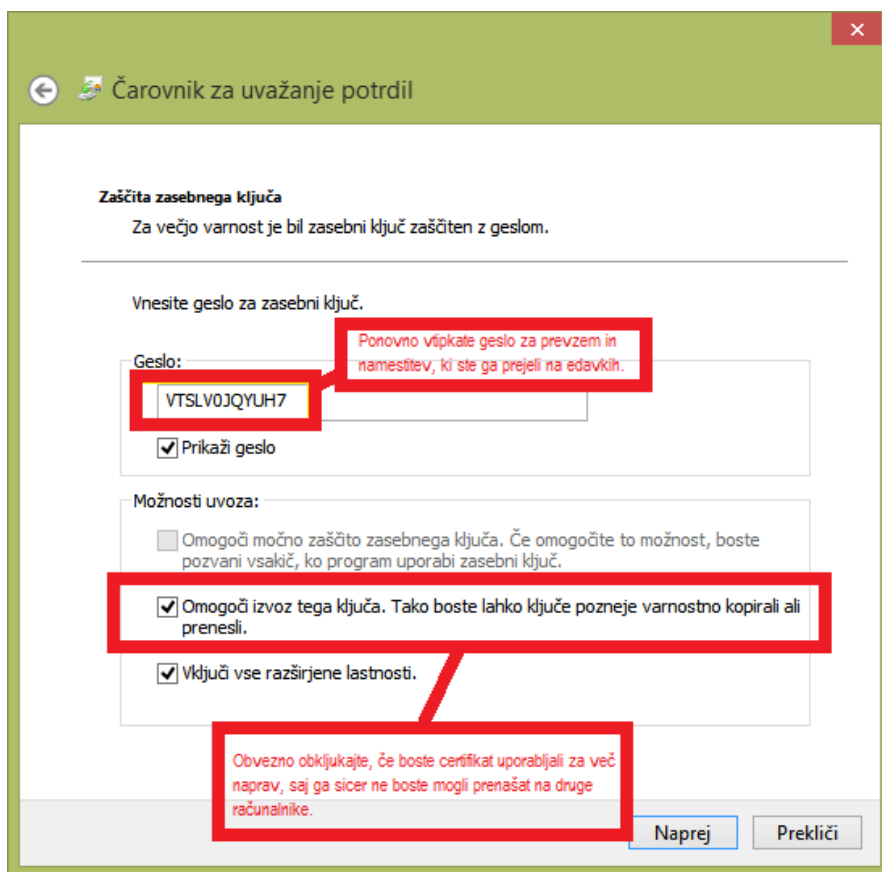 Čarovnik za uvažanje potrdil
Zaščita zasebnega ključa
Za večjo varnost je bil zasebni ključ zaščiten z geslom.
Vnesite geslo za zasebni ključ.
Ponovno vtipkate geslo za prevzem in
namestitev, ki ste ga prejeli na edavkih.
Geslo:
VTSLV0JQYUH7
Prikaži geslo
Možnosti uvoza:
Omogoči močno zaščito zasebnega ključa. Če omogočite to možnost, boste
pozvani vsakič, ko program uporabi zasebni ključ.
Omogoči izvoz tega ključa. Tako boste lahko ključe pozneje varnostno kopirali ali
prenesli.
Vključi vse razširjene lastnosti.
Obvezno obkljukajte, če boste certifikat uporabljali za več
naprav, saj ga sicer ne boste mogli prenašat na druge
računalnike.
Naprej
Prekliči